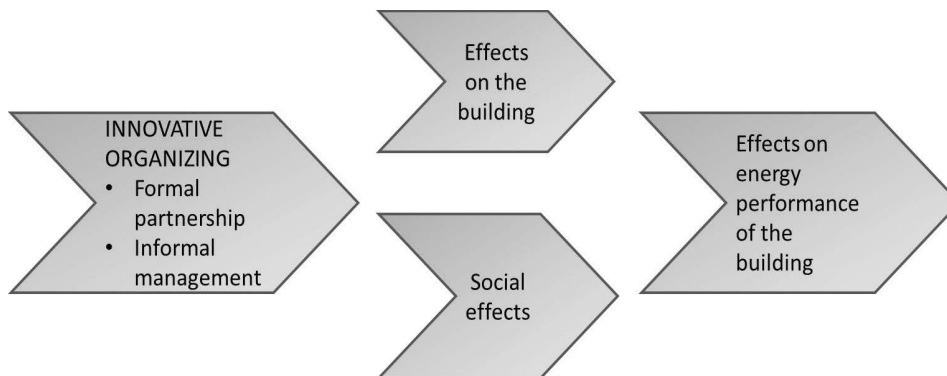 INNOVATIVE
ORGANIZING
• Formal
partnership
• Informal
management
Effects
on the
building
Social
effects
Effects on
energy
performance
of the
building